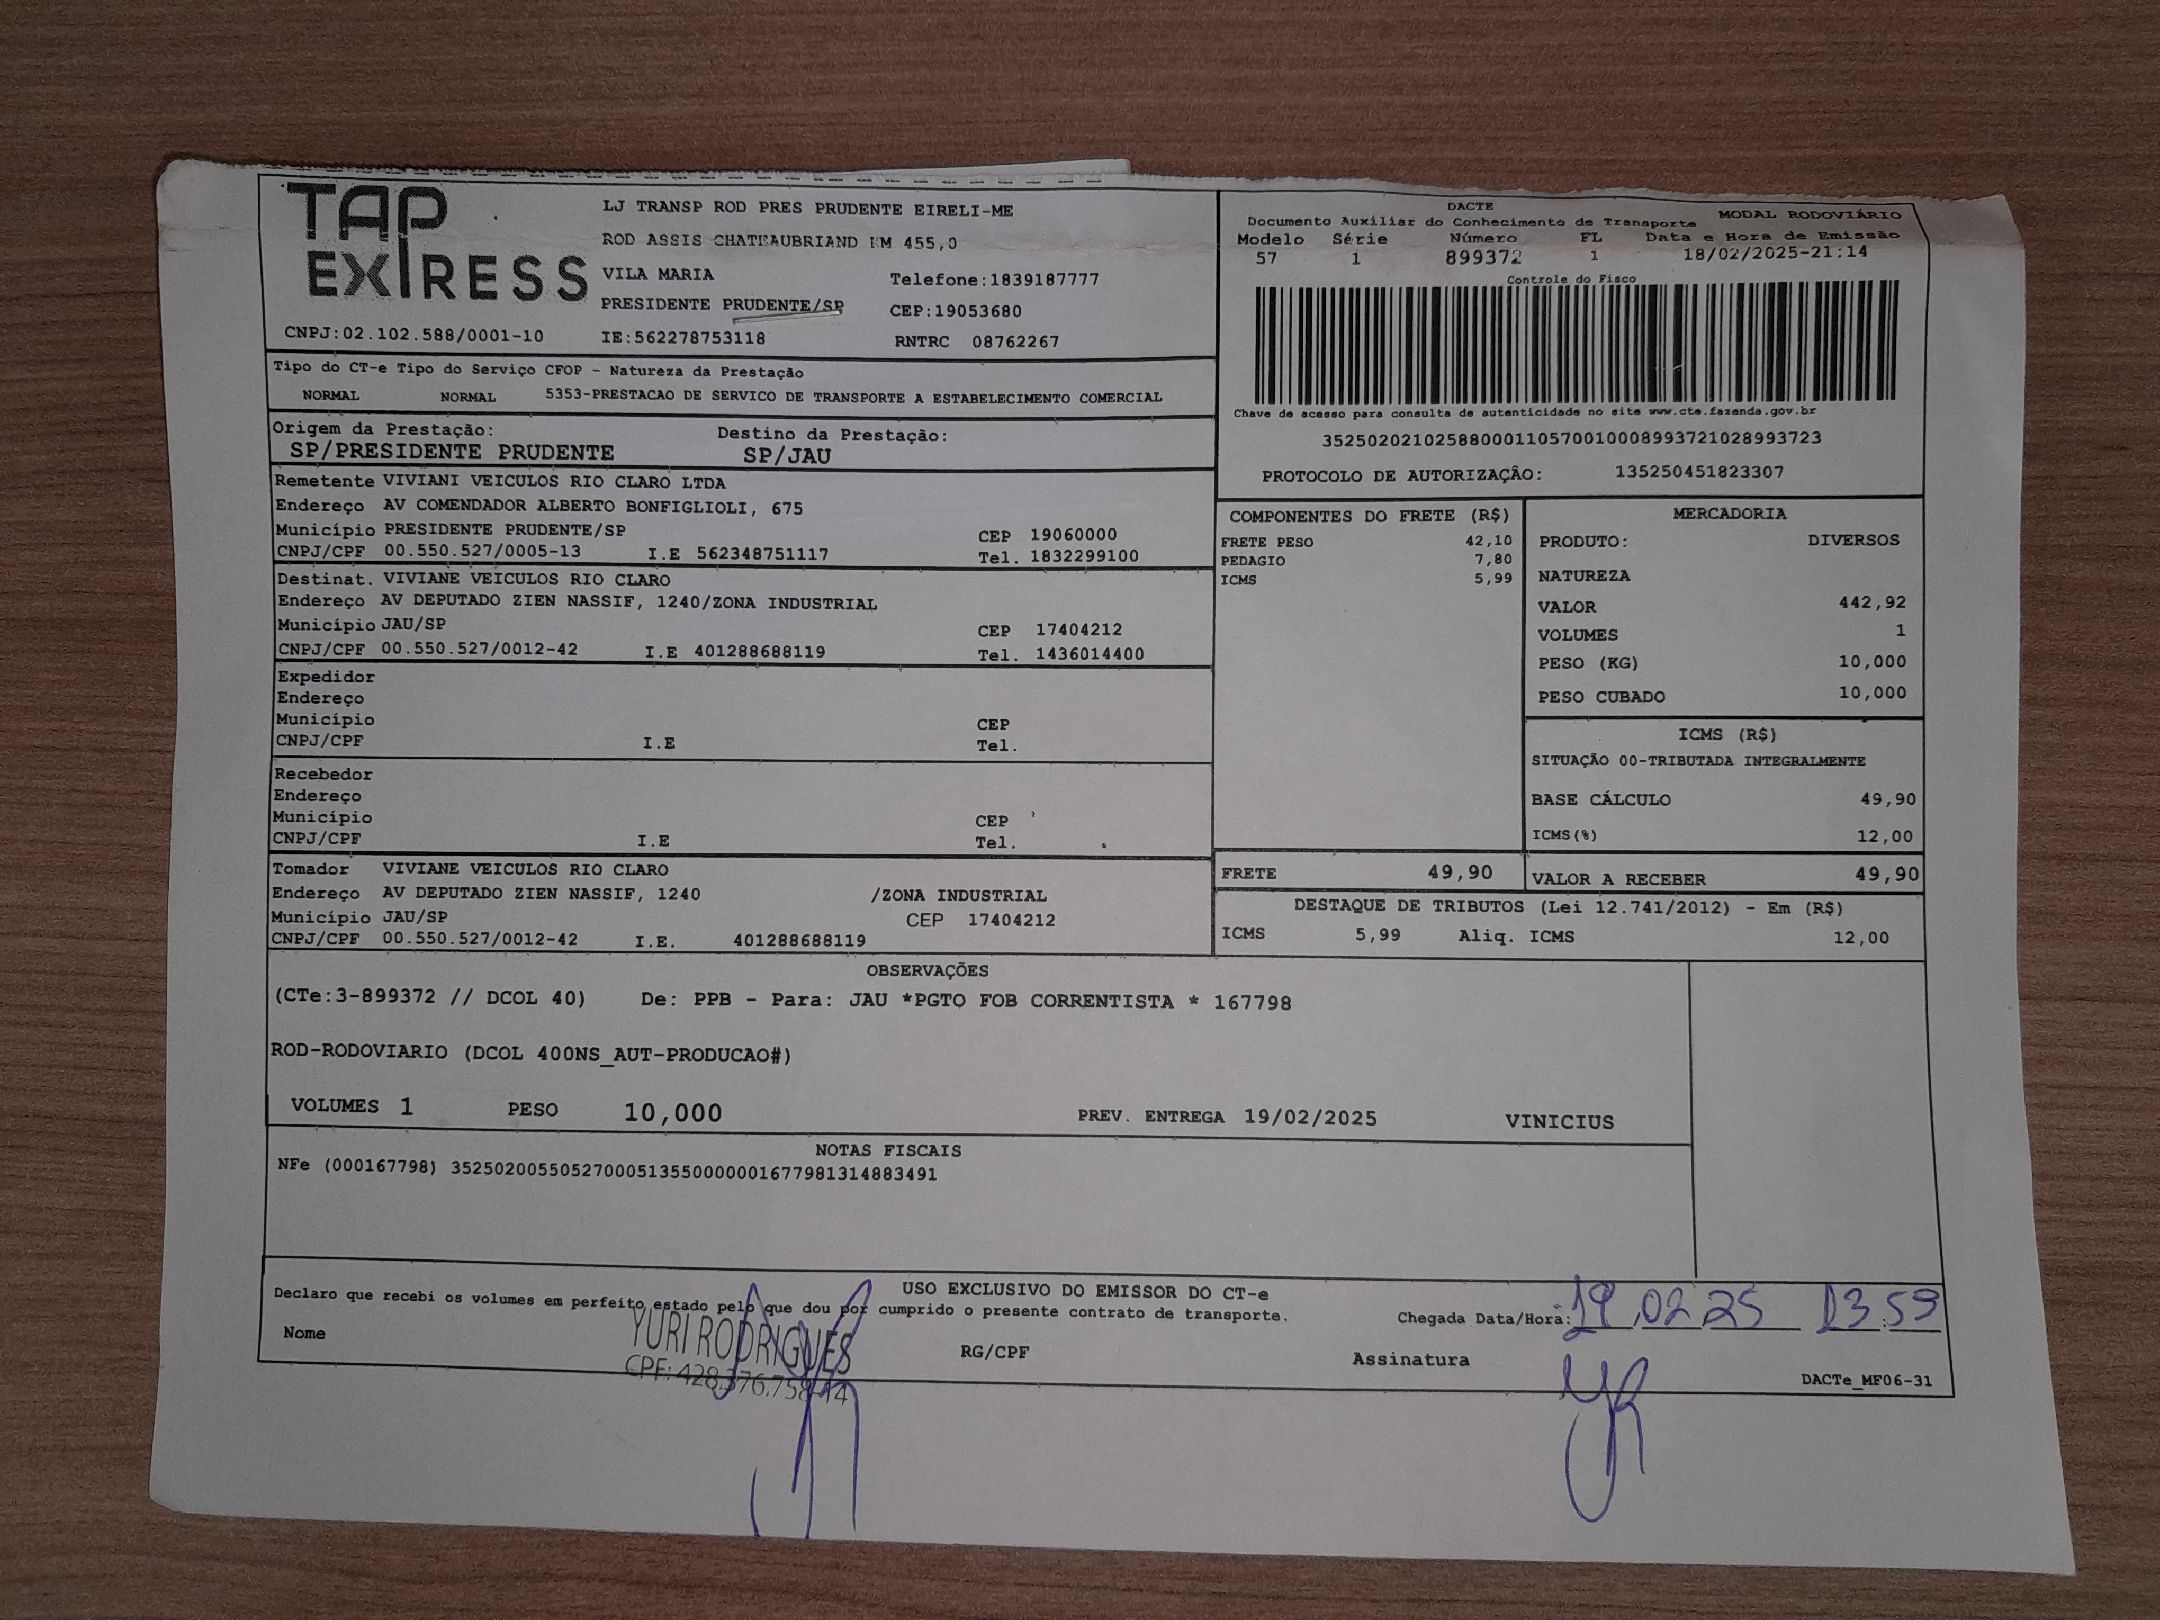 TAP
EXPRESS
CNPJ:02.102.588/0001-10
LJ TRANSP ROD PRES PRUDENTE EIRELI-ME
ROD ASSIS CHATEAUBRIAND KM 455,0
VILA MARIA Telefone:1839187777
PRESIDENTE PRUDENTE/SP CEP:19053680
IE:562278753118 RNTRC 08762267
DACTE
Documento Auxiliar do Conhecimento de Transporte MODAL RODOVIÁRIO
Modelo Série Número FL Data e Hora de Emissão
57 1 899372 1 18/02/2025-21:14
Controle do Fisco
Chave de acesso para consulta de autenticidade no site www.cte.fazenda.gov.br
35250202102588000110570010008993721028993723
PROTOCOLO DE AUTORIZAÇÂO: 135250451823307
Tipo do CT-e Tipo do Serviço CFOP - Natureza da Prestação
NORMAL NORMAL 5353-PRESTACAO DE SERVICO DE TRANSPORTE A ESTABELECIMENTO COMERCIAL
Origem da Prestação: Destino da Prestação:
SP/PRESIDENTE PRUDENTE SP/JAU
Remetente VIVIANI VEICULOS RIO CLARO LTDA
Endereço AV COMENDADOR ALBERTO BONFIGLIOLI, 675
Município PRESIDENTE PRUDENTE/SP CEP 19060000
CNPJ/CPF 00.550.527/0005-13 I.E 562348751117 Tel. 1832299100
Destinat. VIVIANE VEICULOS RIO CLARO
Endereço AV DEPUTADO ZIEN NASSIF, 1240/ZONA INDUSTRIAL
Município JAU/SP CEP 17404212
CNPJ/CPF 00.550.527/0012-42 I.E 401288688119 Tel. 1436014400
Expedidor
Endereço
Município CEP
CNPJ/CPF I.E Tel.
Recebedor
Endereço
Município CEP
CNPJ/CPF I.E Tel.
Tomador VIVIANE VEICULOS RIO CLARO
Endereço AV DEPUTADO ZIEN NASSIF, 1240 /ZONA INDUSTRIAL
Município JAU/SP CEP 17404212
CNPJ/CPF 00.550.527/0012-42 I.E. 401288688119
COMPONENTES DO FRETE (R$)
FRETE PESO 42,10
PEDAGIO 7,80
ICMS 5,99
MERCADORIA
PRODUTO: DIVERSOS
NATUREZA
VALOR 442,92
VOLUMES 1
PESO (KG) 10,000
PESO CUBADO 10,000
ICMS (R$)
SITUAÇÃO 00-TRIBUTADA INTEGRALMENTE
BASE CÁLCULO 49,90
ICMS(%) 12,00
FRETE 49,90 VALOR A RECEBER 49,90
DESTAQUE DE TRIBUTOS (Lei 12.741/2012) - Em (R$)
ICMS 5,99 Aliq. ICMS 12,00
OBSERVAÇÕES
(CTe:3-899372 // DCOL 40) De: PPB - Para: JAU *PGTO FOB CORRENTISTA * 167798
ROD-RODOVIARIO (DCOL 400NS_AUT-PRODUCAO#)
VOLUMES 1 PESO 10,000 PREV. ENTREGA 19/02/2025 VINICIUS
NOTAS FISCAIS
NFe (000167798) 35250200550527000513550000001677981314883491
USO EXCLUSIVO DO EMISSOR DO CT-e
Declaro que recebi os volumes em perfeito estado pelo que dou por cumprido o presente contrato de transporte. Chegada Data/Hora: 19 02 25 13:59
Nome YURI RODRIGUES RG/CPF Assinatura YR
DACTe_MF06-31